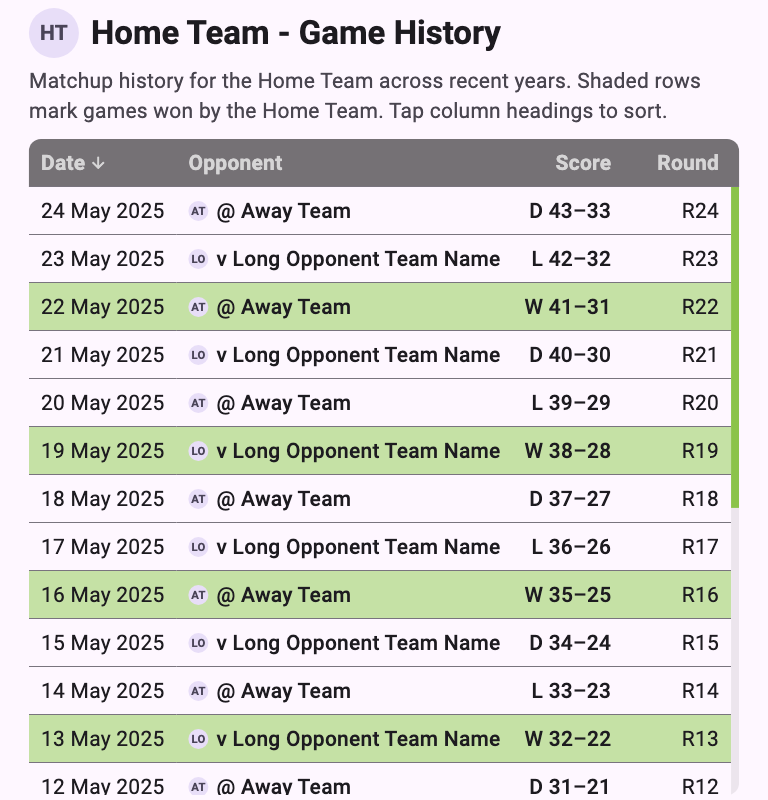 HT Home Team - Game History
Matchup history for the Home Team across recent years. Shaded rows
mark games won by the Home Team. Tap column headings to sort.
Date ↓ Opponent Score Round
24 May 2025 AT @ Away Team D 43–33 R24
23 May 2025 LO v Long Opponent Team Name L 42–32 R23
22 May 2025 AT @ Away Team W 41–31 R22
21 May 2025 LO v Long Opponent Team Name D 40–30 R21
20 May 2025 AT @ Away Team L 39–29 R20
19 May 2025 LO v Long Opponent Team Name W 38–28 R19
18 May 2025 AT @ Away Team D 37–27 R18
17 May 2025 LO v Long Opponent Team Name L 36–26 R17
16 May 2025 AT @ Away Team W 35–25 R16
15 May 2025 LO v Long Opponent Team Name D 34–24 R15
14 May 2025 AT @ Away Team L 33–23 R14
13 May 2025 LO v Long Opponent Team Name W 32–22 R13
12 May 2025 AT @ Away Team D 31–21 R12